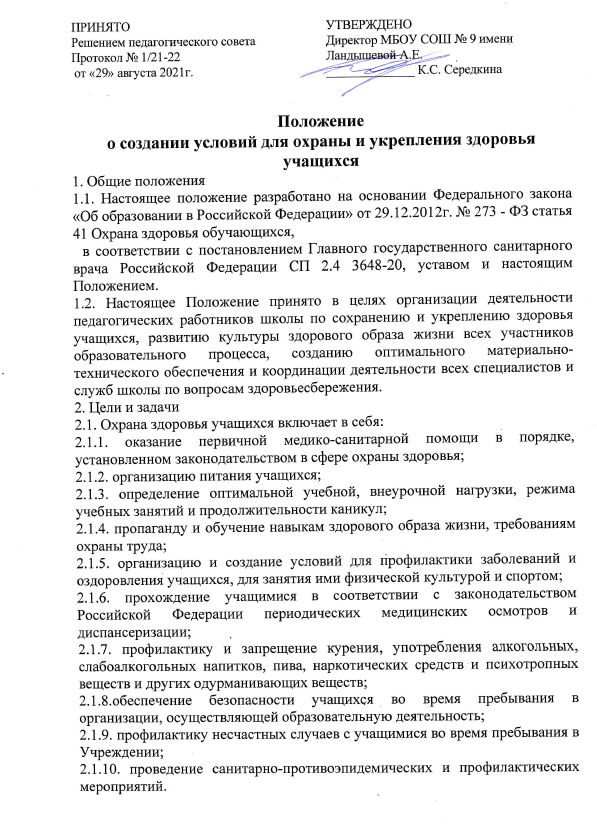 ПРИНЯТО
Решением педагогического совета
Протокол № 1/21-22
от «29» августа 2021г.
УТВЕРЖДЕНО
Директор МБОУ СОШ № 9 имени
Ландышевой А.Е.
______________ К.С. Середкина
Положение
о создании условий для охраны и укрепления здоровья
учащихся
1. Общие положения
1.1. Настоящее положение разработано на основании Федерального закона
«Об образовании в Российской Федерации» от 29.12.2012г. № 273 - ФЗ статья
41 Охрана здоровья обучающихся,
в соответствии с постановлением Главного государственного санитарного
врача Российской Федерации СП 2.4 3648-20, уставом и настоящим
Положением.
1.2. Настоящее Положение принято в целях организации деятельности
педагогических работников школы по сохранению и укреплению здоровья
учащихся, развитию культуры здорового образа жизни всех участников
образовательного процесса, созданию оптимального материально-
технического обеспечения и координации деятельности всех специалистов и
служб школы по вопросам здоровьесбережения.
2. Цели и задачи
2.1. Охрана здоровья учащихся включает в себя:
2.1.1. оказание первичной медико-санитарной помощи в порядке,
установленном законодательством в сфере охраны здоровья;
2.1.2. организацию питания учащихся;
2.1.3. определение оптимальной учебной, внеурочной нагрузки, режима
учебных занятий и продолжительности каникул;
2.1.4. пропаганду и обучение навыкам здорового образа жизни, требованиям
охраны труда;
2.1.5. организацию и создание условий для профилактики заболеваний и
оздоровления учащихся, для занятия ими физической культурой и спортом;
2.1.6. прохождение учащимися в соответствии с законодательством
Российской Федерации периодических медицинских осмотров и
диспансеризации;
2.1.7. профилактику и запрещение курения, употребления алкогольных,
слабоалкогольных напитков, пива, наркотических средств и психотропных
веществ и других одурманивающих веществ;
2.1.8.обеспечение безопасности учащихся во время пребывания в
организации, осуществляющей образовательную деятельность;
2.1.9. профилактику несчастных случаев с учащимися во время пребывания в
Учреждении;
2.1.10. проведение санитарно-противоэпидемических и профилактических
мероприятий.